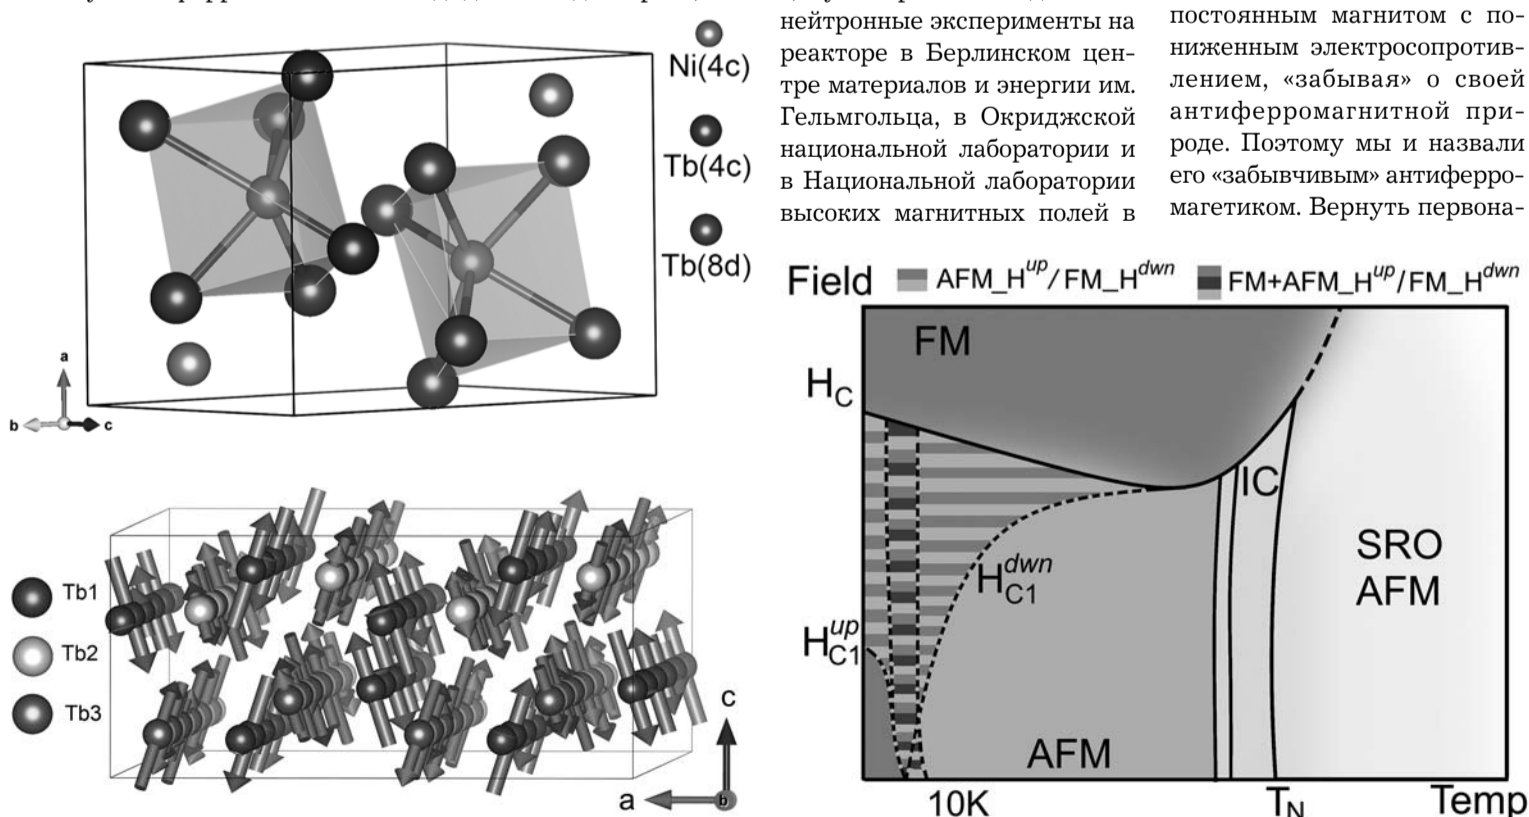 Ni(4c)
Tb(4c)
Tb(8d)
a
b
c
нейтронные эксперименты на
реакторе в Берлинском цен-
тре материалов и энергии им.
Гельмгольца, в Окриджской
национальной лаборатории и
в Национальной лаборатории
высоких магнитных полей в
постоянным магнитом с по-
ниженным электросопротив-
лением, «забывая» о своей
антиферромагнитной при-
роде. Поэтому мы и назвали
его «забывчивым» антиферро-
магетиком. Вернуть первона-
Tb1
Tb2
Tb3
c
a
b
Field
AFM_H^up/FM_H^dwn
FM+AFM_H^up/FM_H^dwn
FM
H_C
IC
SRO
AFM
H_C1^dwn
H_C1^up
AFM
10K
T_N
Temp